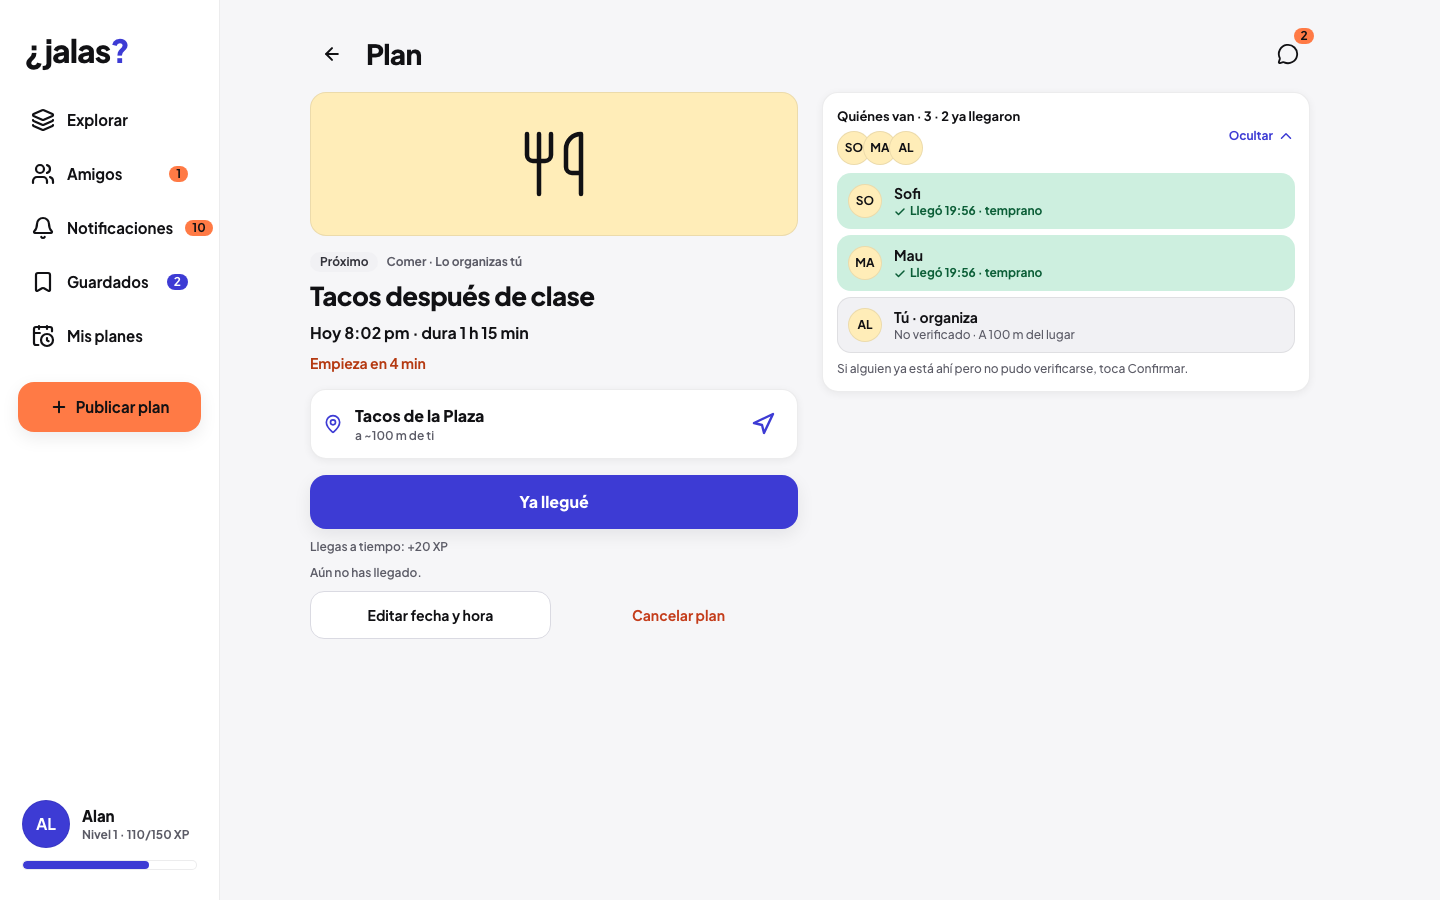 ¿jalas?
Explorar
Amigos
1
Notificaciones
10
Guardados
2
Mis planes
+ Publicar plan
AL
Alan
Nivel 1 · 110/150 XP
Plan
2
Próximo
Comer · Lo organizas tú
Tacos después de clase
Hoy 8:02 pm · dura 1 h 15 min
Empieza en 4 min
Tacos de la Plaza
a ~100 m de ti
Ya llegué
Llegas a tiempo: +20 XP
Aún no has llegado.
Editar fecha y hora
Cancelar plan
Quiénes van · 3 · 2 ya llegaron
SO MA AL
Ocultar
SO
Sofi
Llegó 19:56 · temprano
MA
Mau
Llegó 19:56 · temprano
AL
Tú · organiza
No verificado · A 100 m del lugar
Si alguien ya está ahí pero no pudo verificarse, toca Confirmar.